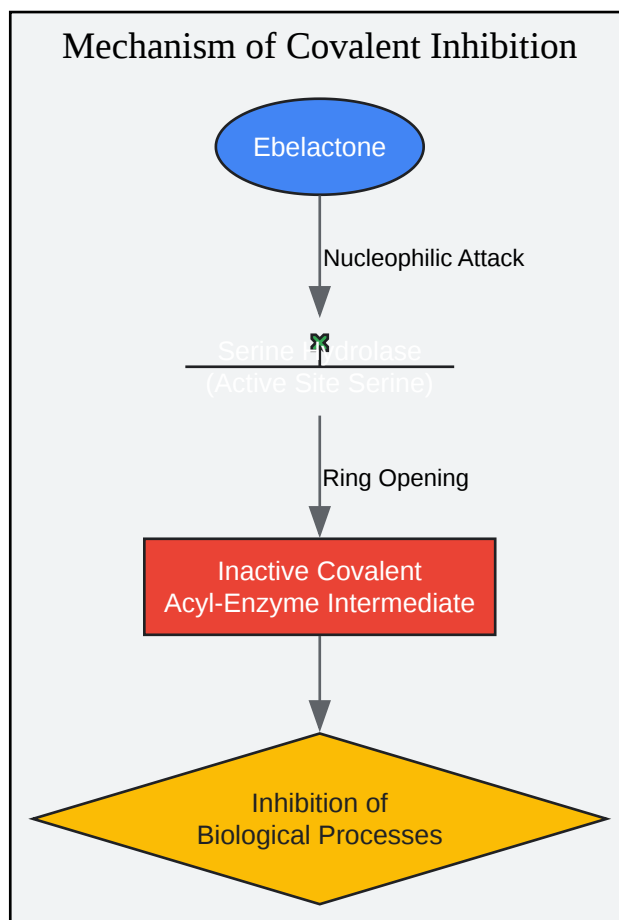 Mechanism of Covalent Inhibition
Ebelactone
Nucleophilic Attack
Serine Hydrolase
(Active Site Serine)
Ring Opening
Inactive Covalent
Acyl-Enzyme Intermediate
Inhibition of
Biological Processes